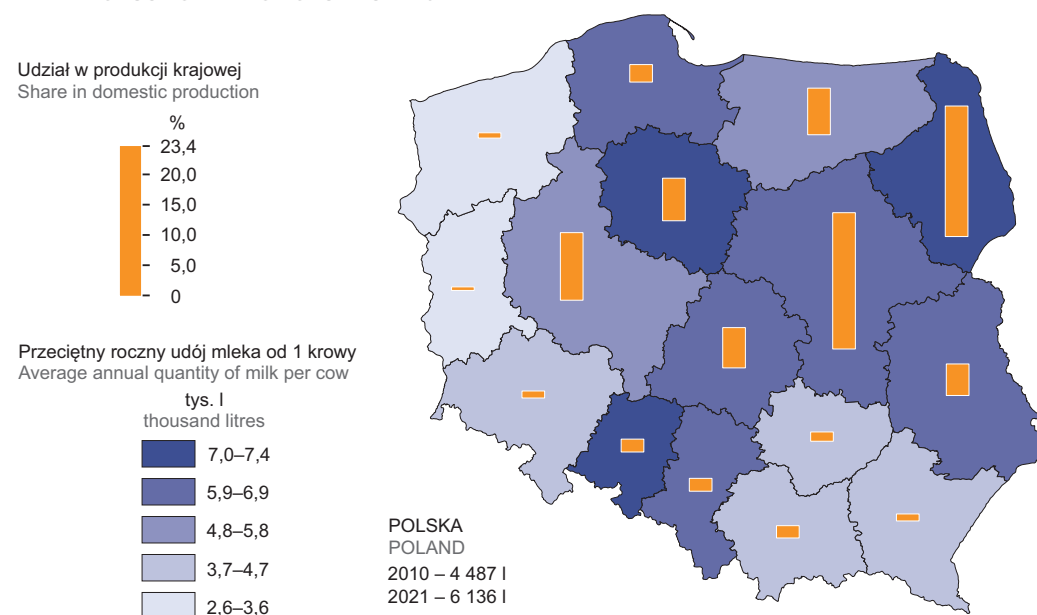 Udział w produkcji krajowej
Share in domestic production
%
23,4
20,0
15,0
10,0
5,0
0
Przeciętny roczny udój mleka od 1 krowy
Average annual quantity of milk per cow
tys. l
thousand litres
7,0–7,4
5,9–6,9
4,8–5,8
3,7–4,7
2,6–3,6
POLSKA
POLAND
2010 – 4 487 l
2021 – 6 136 l